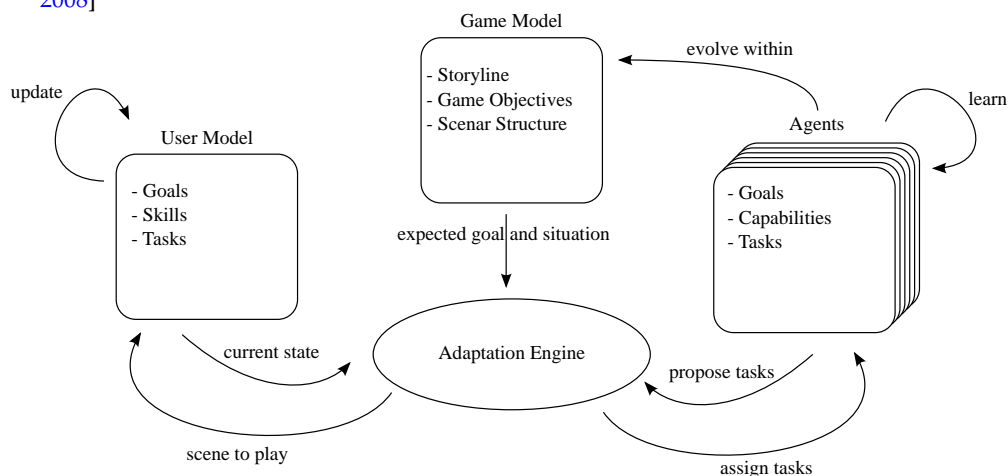 2008]
Game Model
evolve within
- Storyline
- Game Objectives
- Scenar Structure
update
learn
User Model
Agents
- Goals
- Skills
- Tasks
- Goals
- Capabilities
- Tasks
expected goal and situation
current state
Adaptation Engine
propose tasks
scene to play
assign tasks